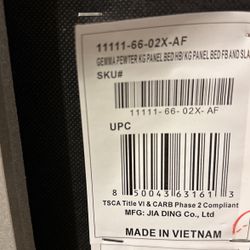 11111-66-02X-AF
GEMMA PEWTER KG PANEL BED HB/KG PANEL BED FB AND SLA
SKU#
11111-66- 02X- AF
UPC
8 50043 63161 3
TSCA Title VI & CARB Phase 2 Compliant
MFG: JIA DING Co., Ltd
MADE IN VIETNAM